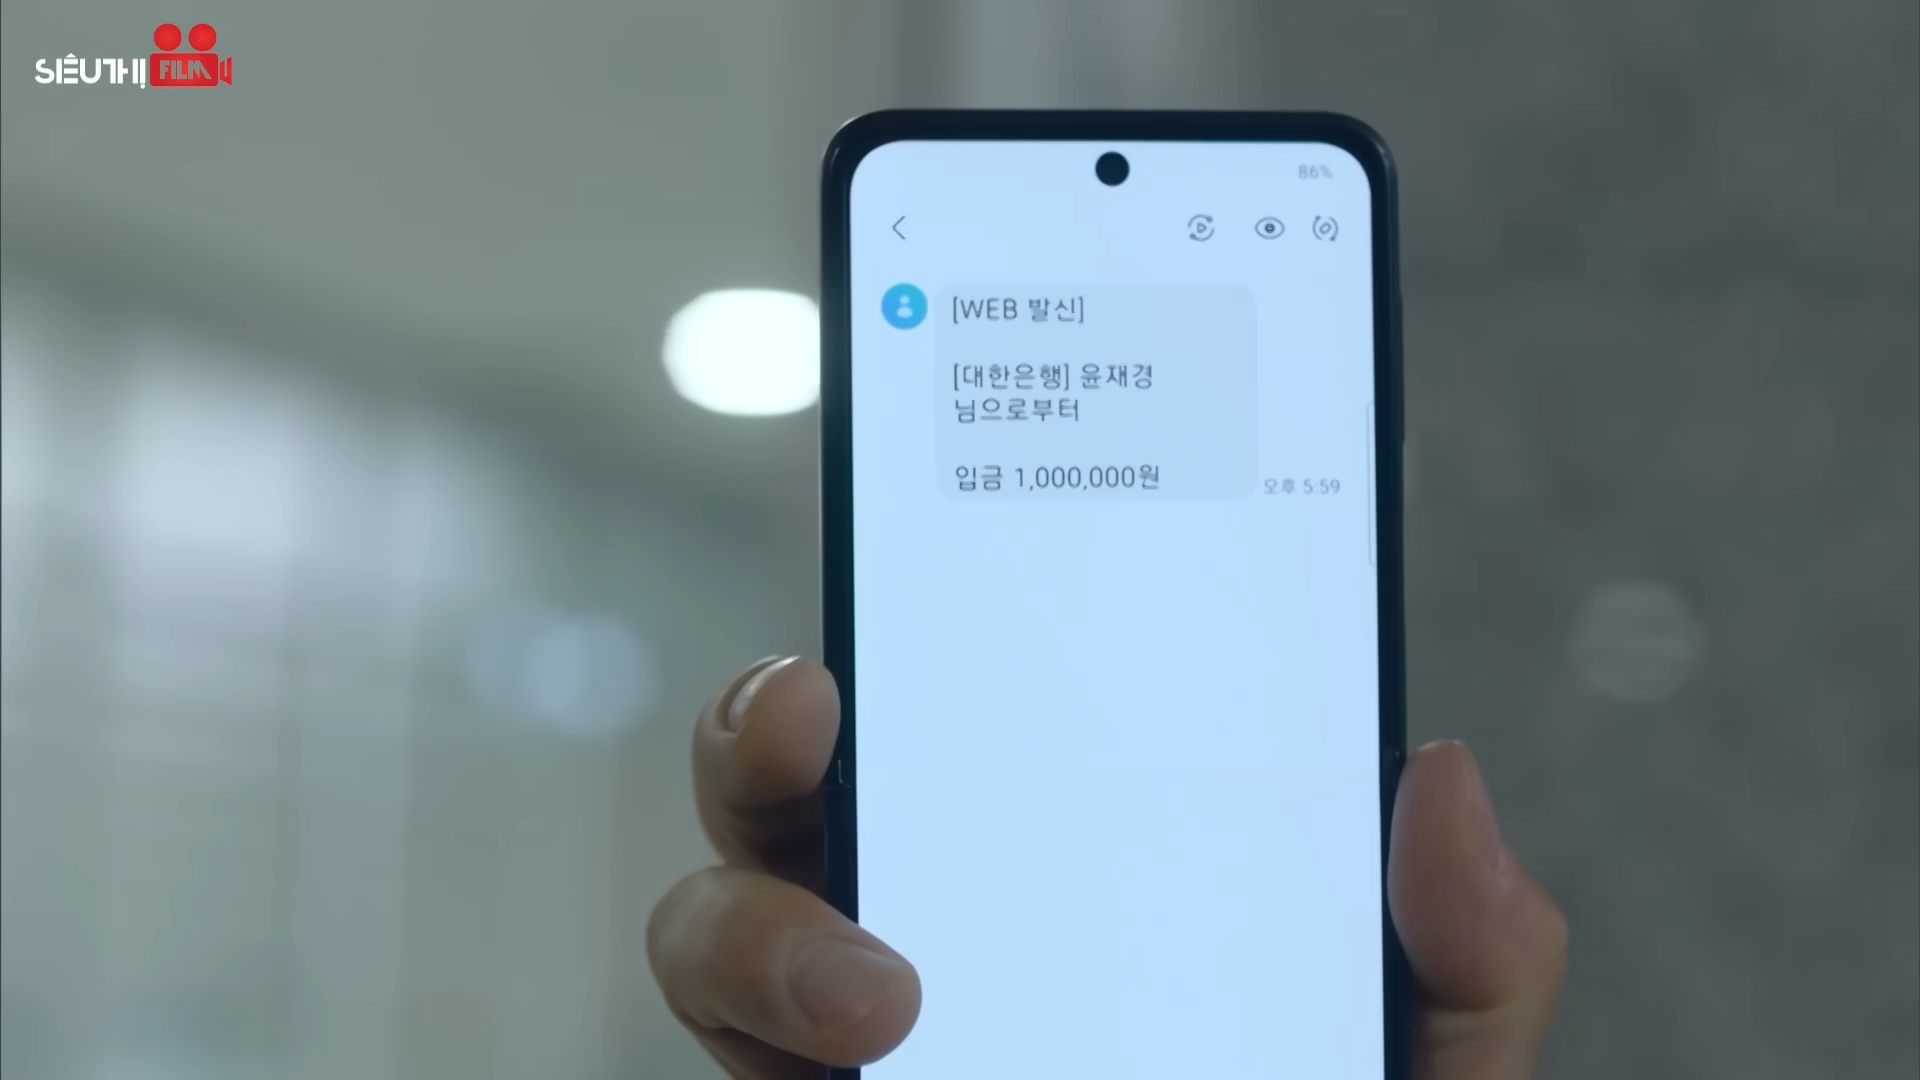 SIÊU THỊ FILM
86%
[WEB 발신]
[대한은행] 윤재경
님으로부터
입금 1,000,000원
오후 5:59